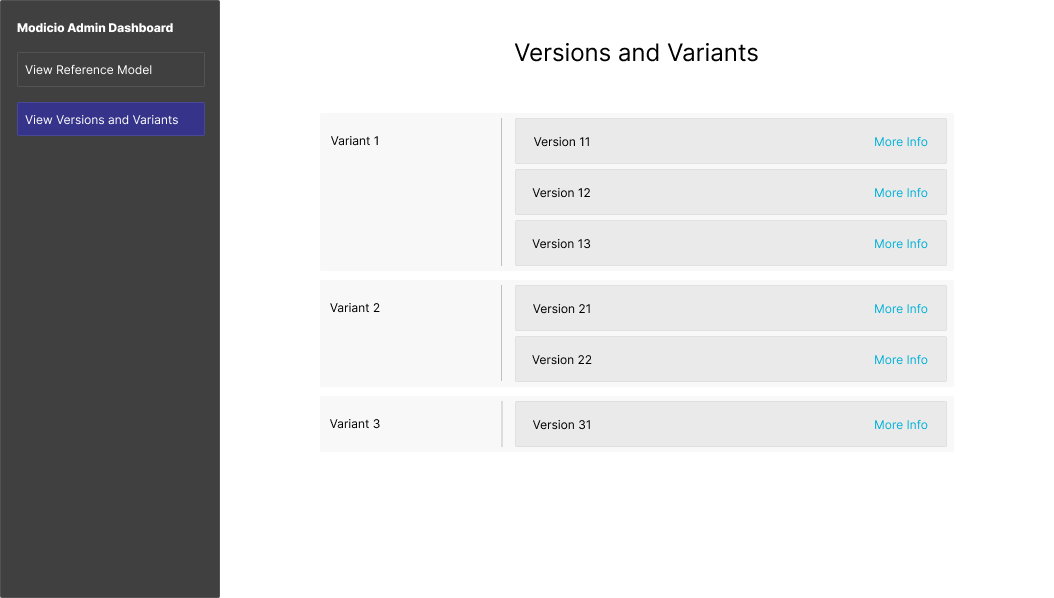 Modicio Admin Dashboard
View Reference Model
View Versions and Variants
Versions and Variants
Variant 1
Version 11 More Info
Version 12 More Info
Version 13 More Info
Variant 2
Version 21 More Info
Version 22 More Info
Variant 3
Version 31 More Info